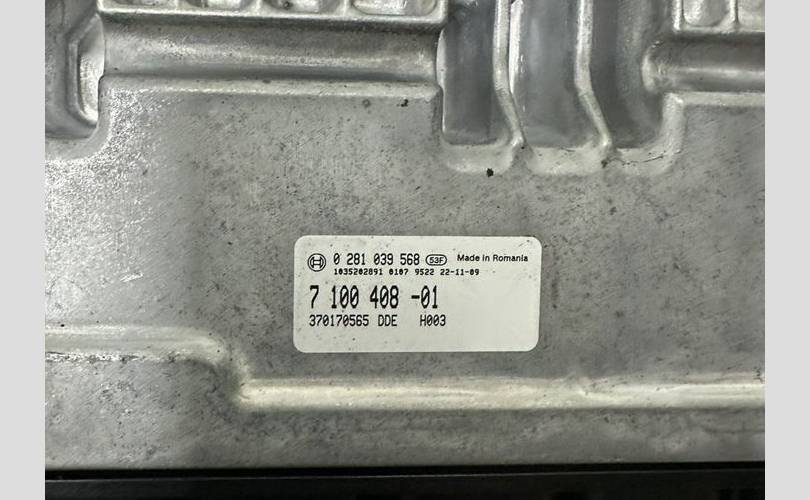 0 281 039 568 53F Made in Romania
1035202891 0107 9522 22-11-09
7 100 408 -01
370170565 DDE H003